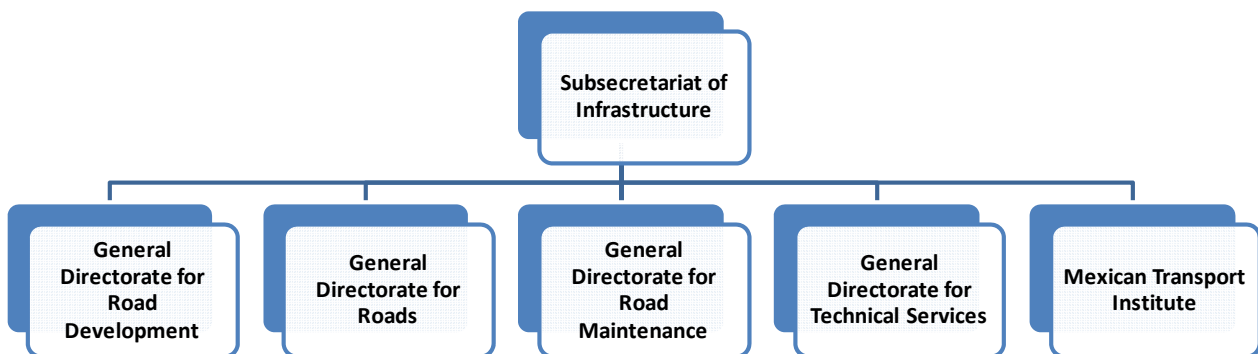 Subsecretariat of
Infrastructure
General
Directorate for
Road
Development
General
Directorate for
Roads
General
Directorate for
Road
Maintenance
General
Directorate for
Technical Services
Mexican Transport
Institute